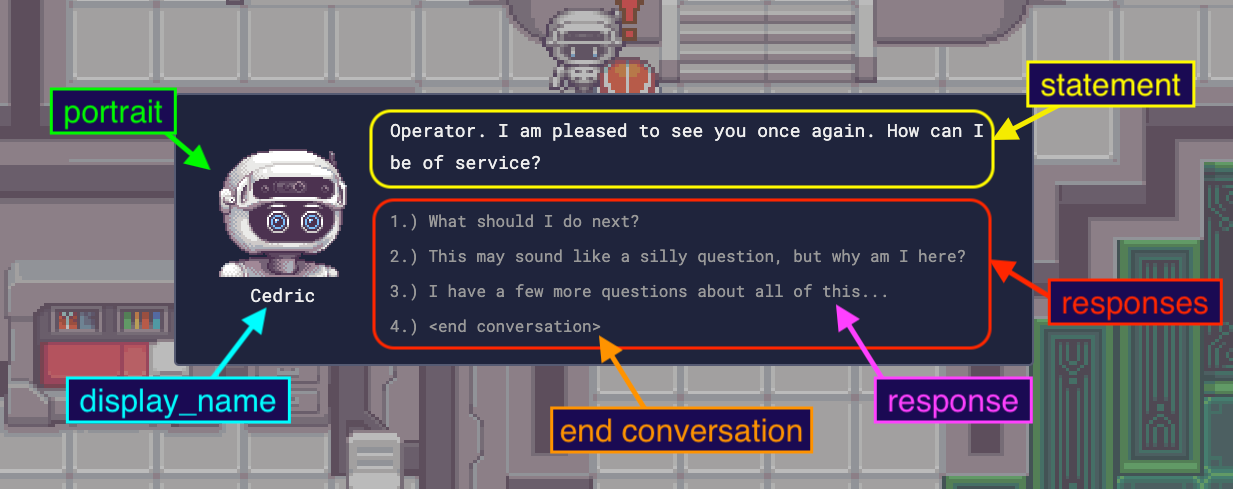 statement
portrait
Operator. I am pleased to see you once again. How can I
be of service?
1.) What should I do next?
2.) This may sound like a silly question, but why am I here?
3.) I have a few more questions about all of this...
4.) <end conversation>
Cedric
responses
display_name
response
end conversation